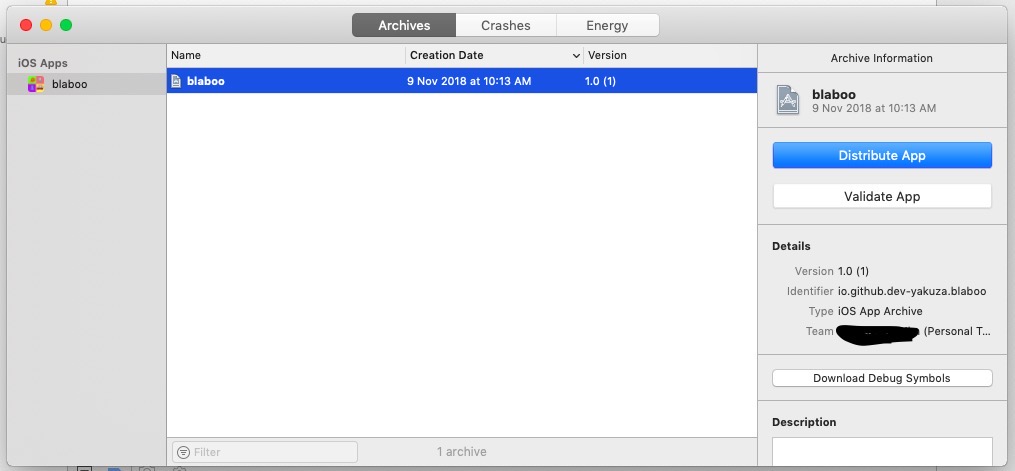 Archives Crashes Energy
iOS Apps
blaboo
Name Creation Date Version
blaboo 9 Nov 2018 at 10:13 AM 1.0 (1)
Filter
1 archive
Archive Information
blaboo
9 Nov 2018 at 10:13 AM
Distribute App
Validate App
Details
Version 1.0 (1)
Identifier io.github.dev-yakuza.blaboo
Type iOS App Archive
Team (Personal T...
Download Debug Symbols
Description